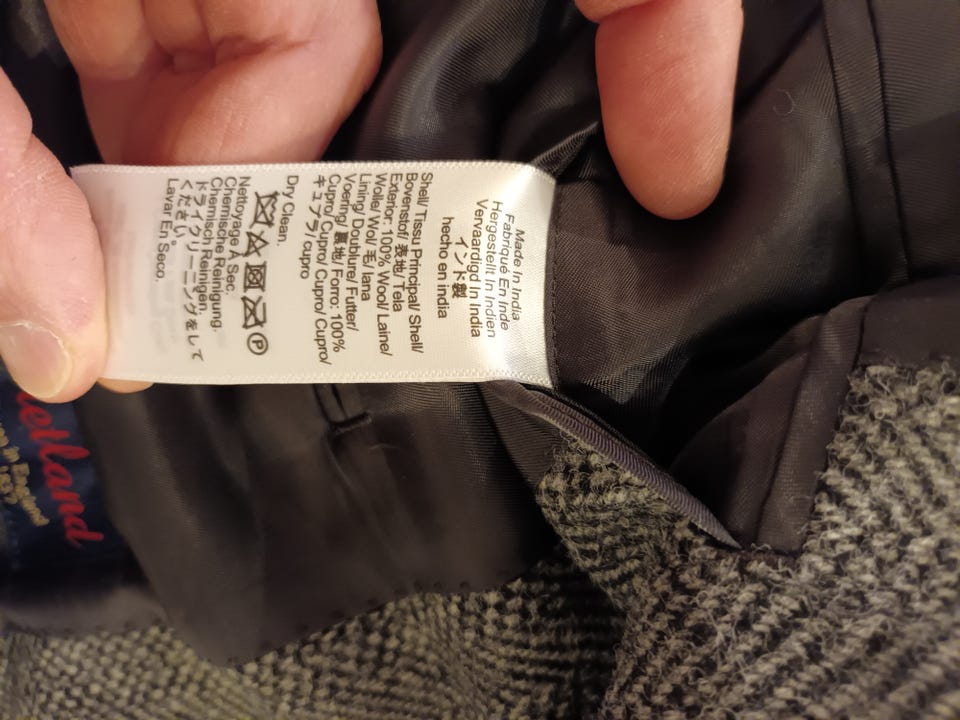 Made In India
Fabriqué En Inde
Hergestellt In Indien
Vervaardigd In India
インド製
hecho en india
Shell/ Tissu Principal/ Shell/
Bovenstof/ 表地/ Tela
Exterior: 100% Wool/ Laine/
Wolle/ Wol/ 毛/ lana
Lining/ Doublure/ Futter/
Voering/ 裏地/ Forro: 100%
Cupro/ Cupro/ Cupro/ Cupro/
キュプラ/ cupro
Dry Clean.
P
Nettoyage À Sec.
Chemische Reinigung.
Chemisch Reinigen.
ドライクリーニングをして
ください。
Lavar En Seco.